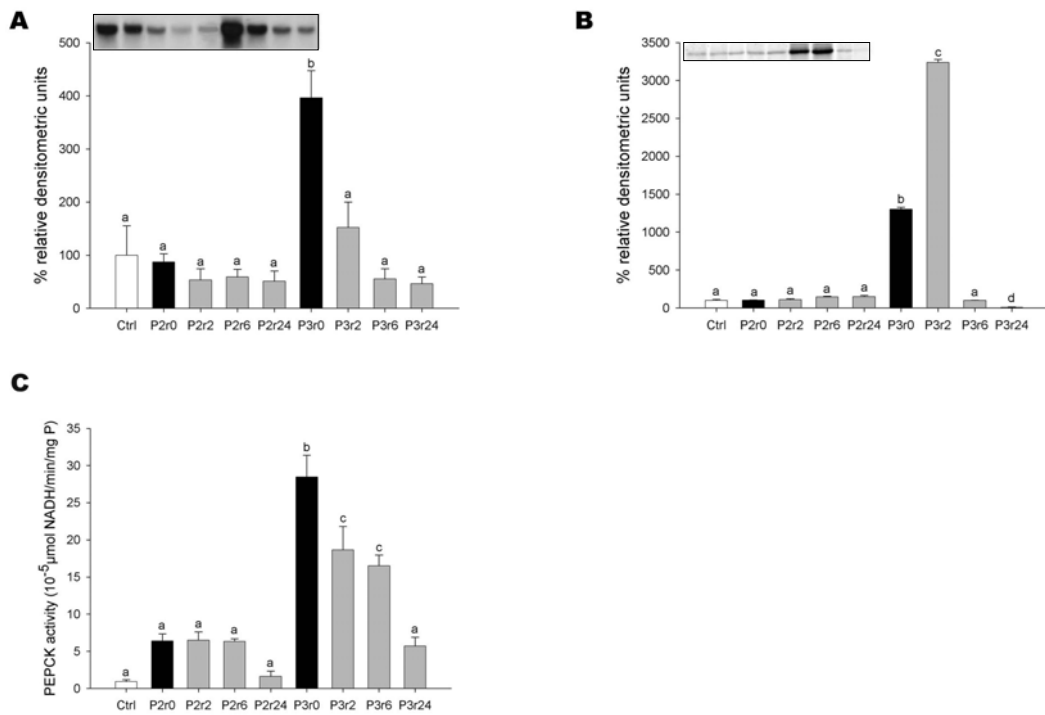 A
% relative densitometric units
500
400
300
200
100
0
a a a a a b a a a
Ctrl P2r0 P2r2 P2r6 P2r24 P3r0 P3r2 P3r6 P3r24
B
% relative densitometric units
3500
3000
2500
2000
1500
1000
500
0
a a a a a b c a d
Ctrl P2r0 P2r2 P2r6 P2r24 P3r0 P3r2 P3r6 P3r24
C
PEPCK activity (10⁻⁵μmol NADH/min/mg P)
35
30
25
20
15
10
5
0
a a a a a b c c a
Ctrl P2r0 P2r2 P2r6 P2r24 P3r0 P3r2 P3r6 P3r24